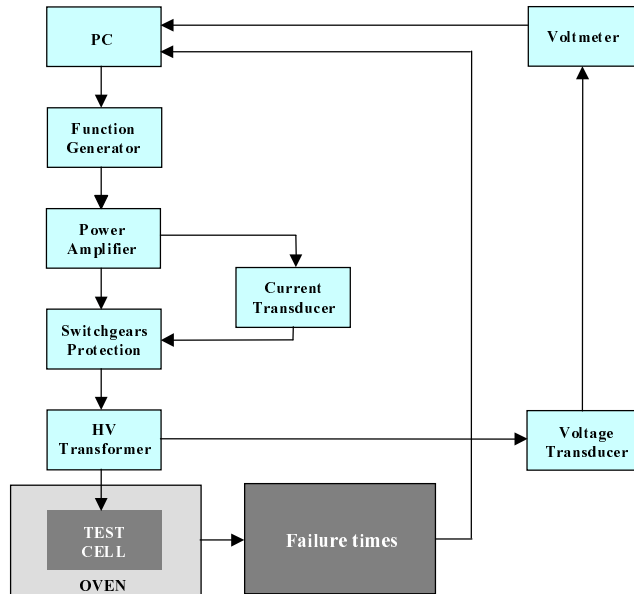 PC
Voltmeter
Function
Generator
Power
Amplifier
Current
Transducer
Switchgears
Protection
HV
Transformer
Voltage
Transducer
TEST
CELL
OVEN
Failure times